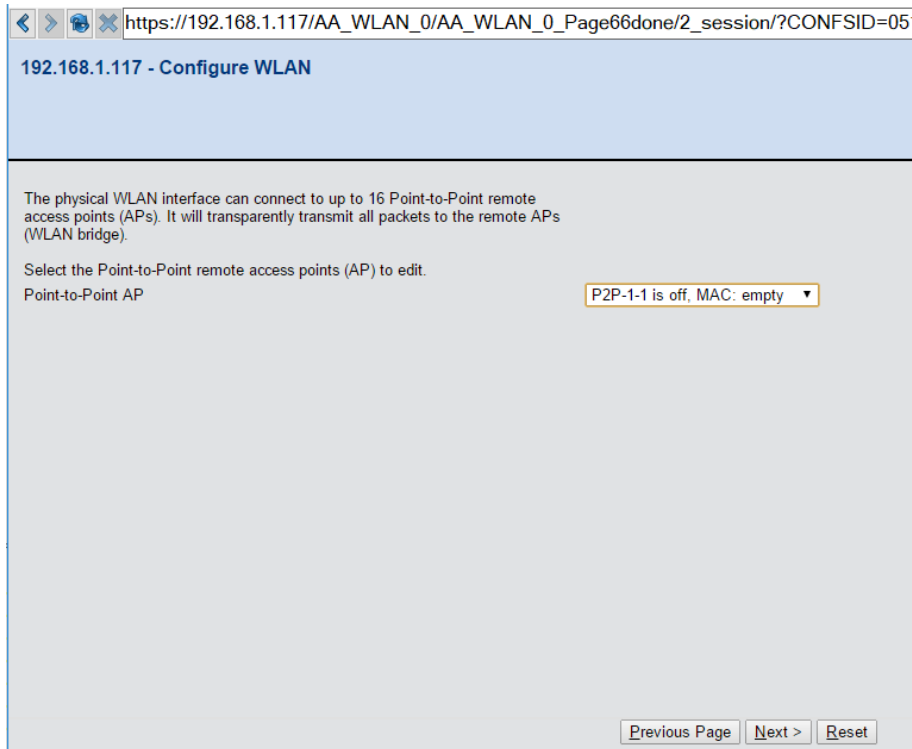 https://192.168.1.117/AA_WLAN_0/AA_WLAN_0_Page66done/2_session/?CONFSID=05
192.168.1.117 - Configure WLAN
The physical WLAN interface can connect to up to 16 Point-to-Point remote
access points (APs). It will transparently transmit all packets to the remote APs
(WLAN bridge).
Select the Point-to-Point remote access points (AP) to edit.
Point-to-Point AP P2P-1-1 is off, MAC: empty
Previous Page Next > Reset